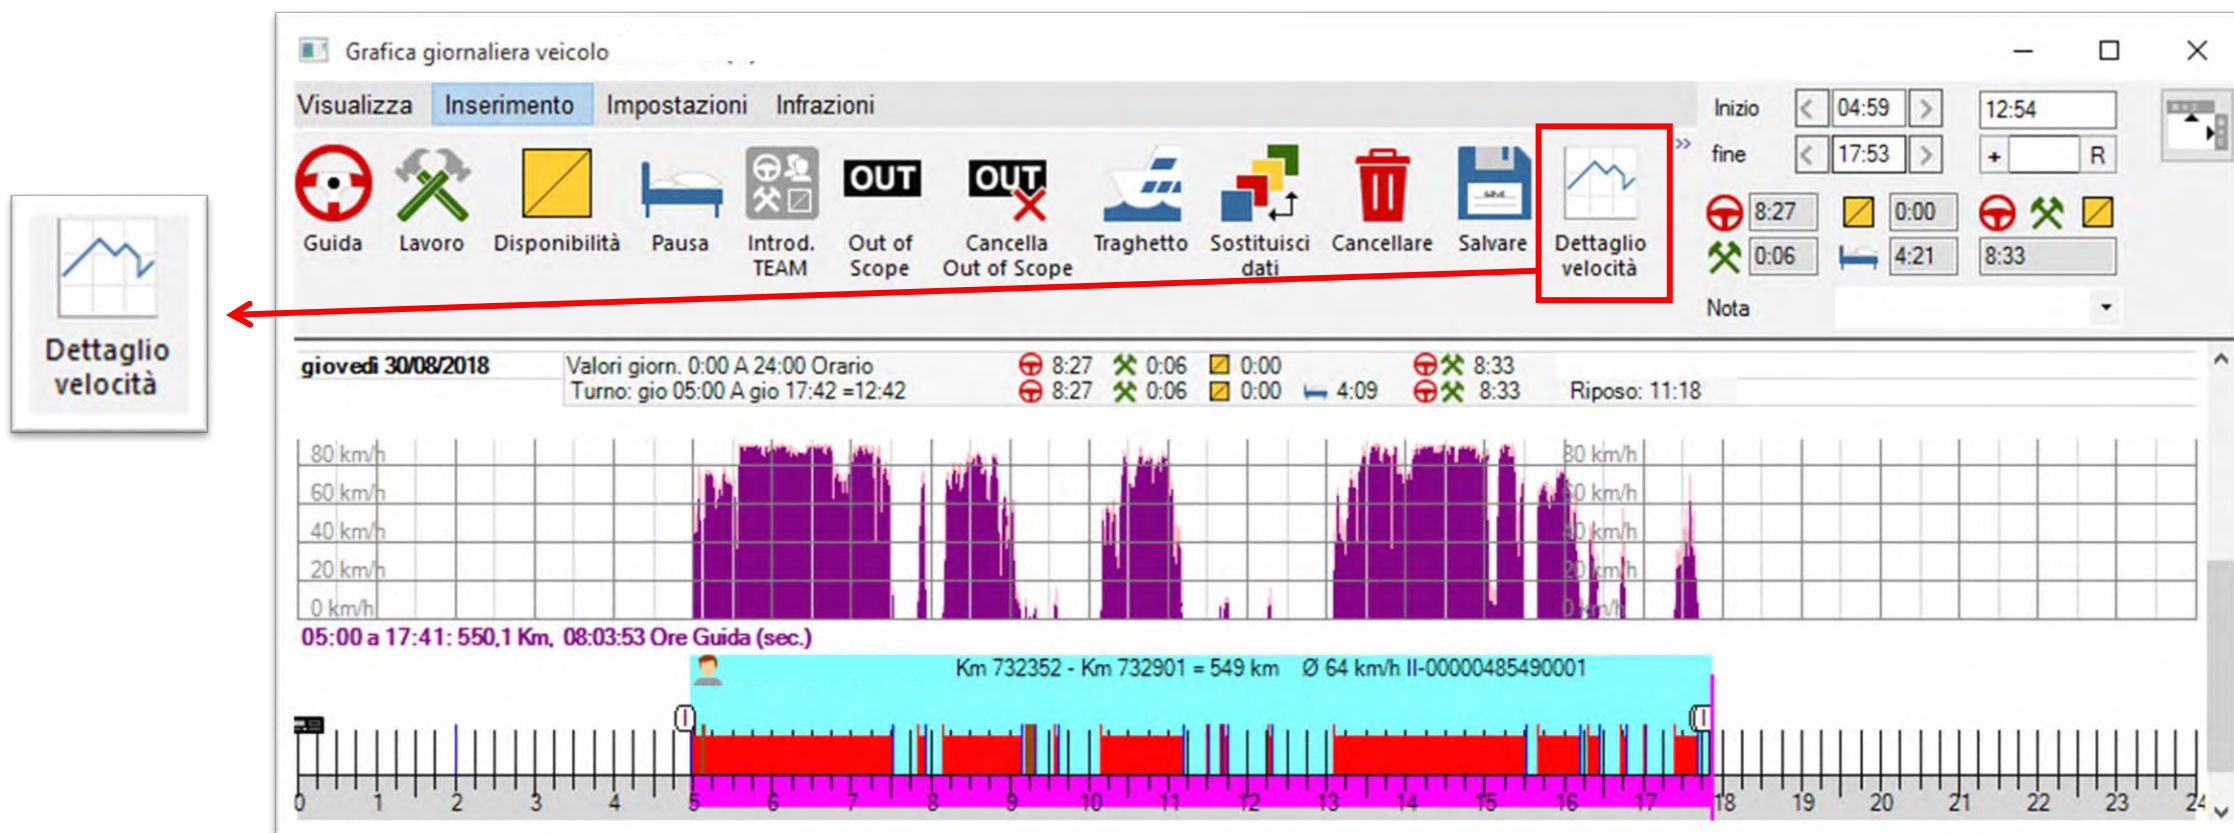 Dettaglio
velocità
Grafica giornaliera veicolo
Visualizza Inserimento Impostazioni Infrazioni
Guida
Lavoro
Disponibilità
Pausa
Introd.
TEAM
OUT
Out of
Scope
OUT
Cancella
Out of Scope
Traghetto
Sostituisci
dati
Cancellare
SAVE
Salvare
Dettaglio
velocità
»
Inizio < 04:59 > 12:54
fine < 17:53 > + R
8:27 0:00
0:06 4:21 8:33
Nota
giovedì 30/08/2018 Valori giorn. 0:00 A 24:00 Orario 8:27 0:06 0:00 8:33
Turno: gio 05:00 A gio 17:42 =12:42 8:27 0:06 0:00 4:09 8:33 Riposo: 11:18
80 km/h 80 km/h
60 km/h 60 km/h
40 km/h 40 km/h
20 km/h 20 km/h
0 km/h 0 km/h
05:00 a 17:41: 550,1 Km, 08:03:53 Ore Guida (sec.)
Km 732352 - Km 732901 = 549 km Ø 64 km/h II-00000485490001
0 1 2 3 4 5 6 7 8 9 10 11 12 13 14 15 16 17 18 19 20 21 22 23 24